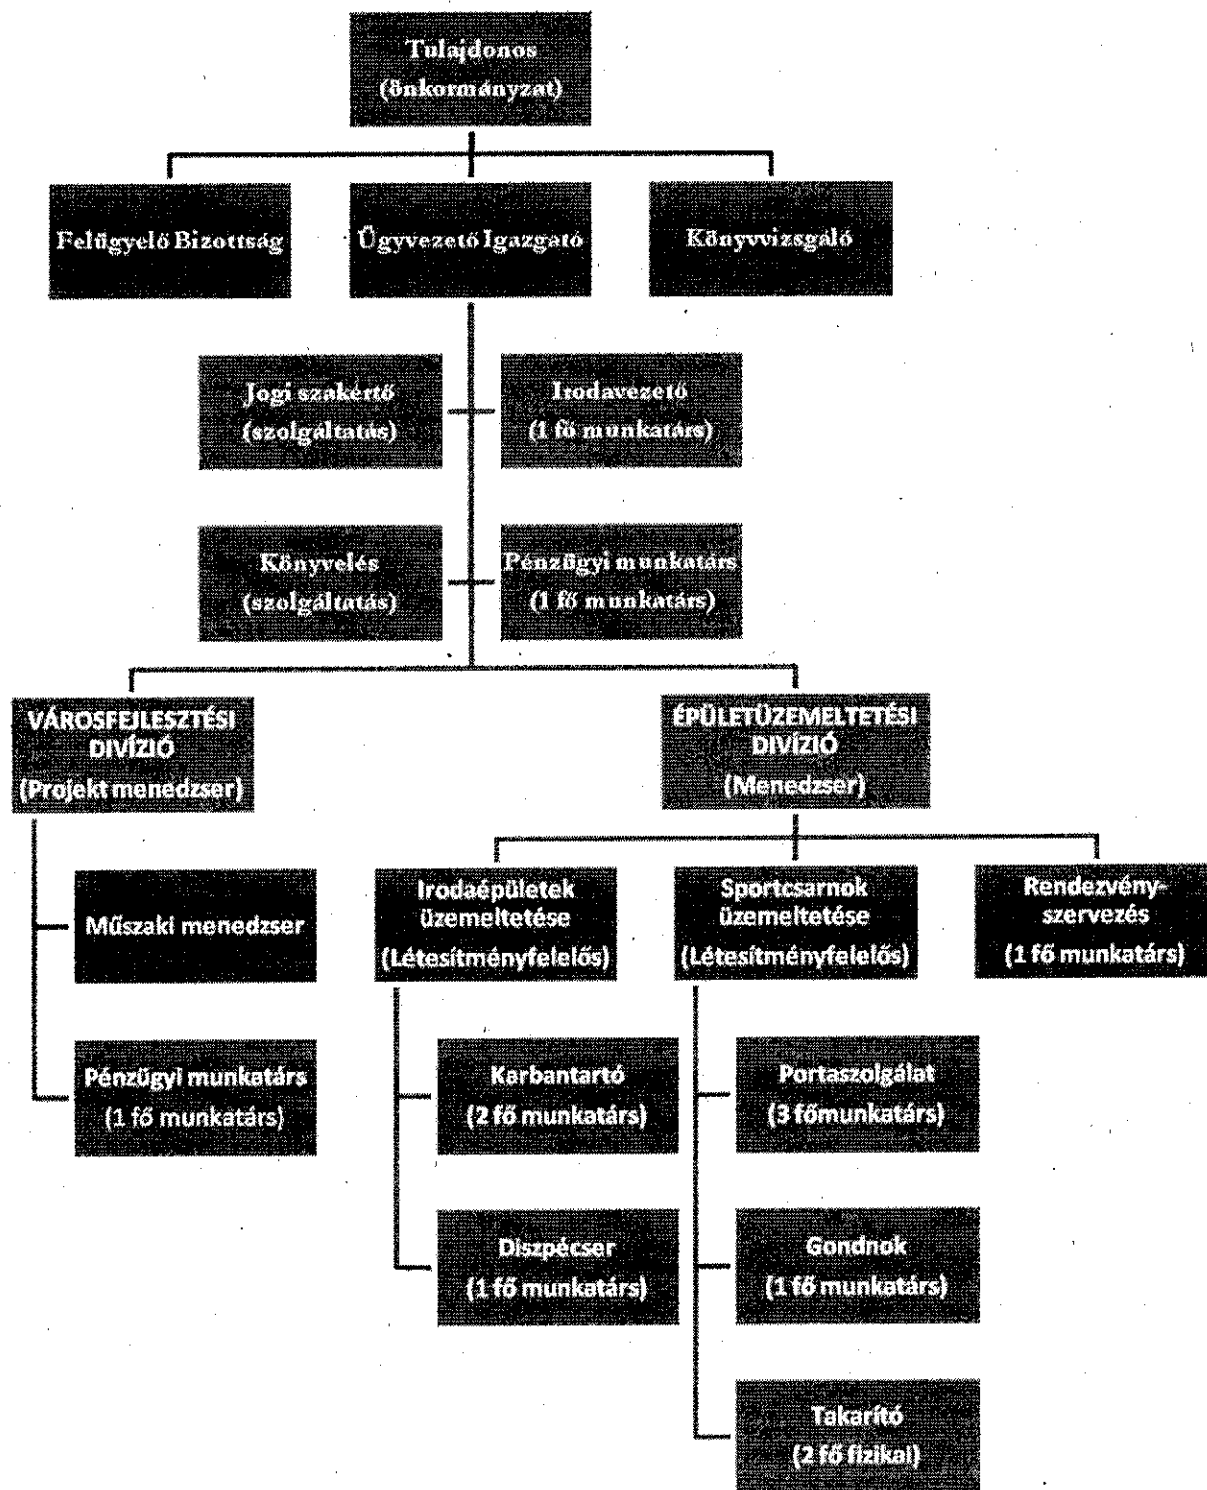 Tulajdonos
(önkormányzat)
Felügyelő Bizottság
Ügyvezető Igazgató
Könyvvizsgáló
Jogi szakértő
(szolgáltatás)
Irodavezető
(1 fő munkatárs)
Könyvelés
(szolgáltatás)
Pénzügyi munkatárs
(1 fő munkatárs)
VÁROSFEJLESZTÉSI
DIVÍZIÓ
(Projekt menedzser)
ÉPÜLETÜZEMELTETÉSI
DIVÍZIÓ
(Menedzser)
Műszaki menedzser
Pénzügyi munkatárs
(1 fő munkatárs)
Irodaépületek
üzemeltetése
(Létesítményfelelős)
Sportcsarnok
üzemeltetése
(Létesítményfelelős)
Rendezvény-
szervezés
(1 fő munkatárs)
Karbantartó
(2 fő munkatárs)
Diszpécser
(1 fő munkatárs)
Portaszolgálat
(3 főmunkatárs)
Gondnok
(1 fő munkatárs)
Takarító
(2 fő fizikai)